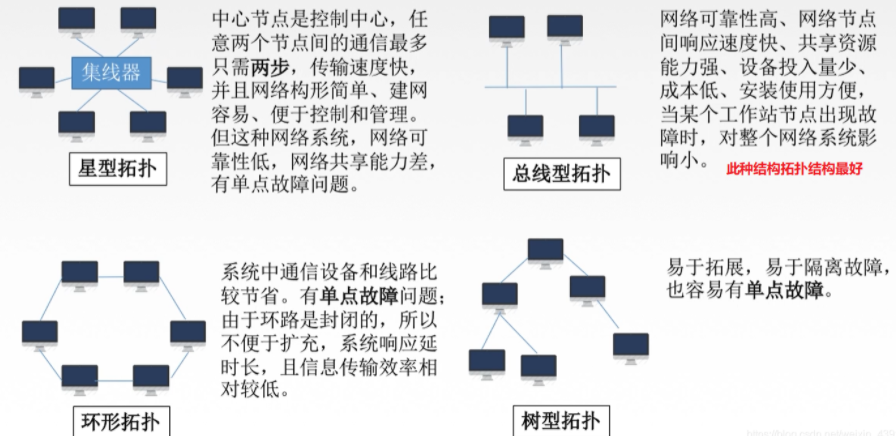 集线器
星型拓扑
中心节点是控制中心，任
意两个节点间的通信最多
只需两步，传输速度快，
并且网络构形简单、建网
容易、便于控制和管理。
但这种网络系统，网络可
靠性低，网络共享能力差，
有单点故障问题。
总线型拓扑
网络可靠性高、网络节点
间响应速度快、共享资源
能力强、设备投入量少、
成本低、安装使用方便，
当某个工作站节点出现故
障时，对整个网络系统影
响小。
此种结构拓扑结构最好
环形拓扑
系统中通信设备和线路比
较节省。有单点故障问题；
由于环路是封闭的，所以
不便于扩充，系统响应延
时长，且信息传输效率相
对较低。
树型拓扑
易于拓展，易于隔离故障，
也容易有单点故障。